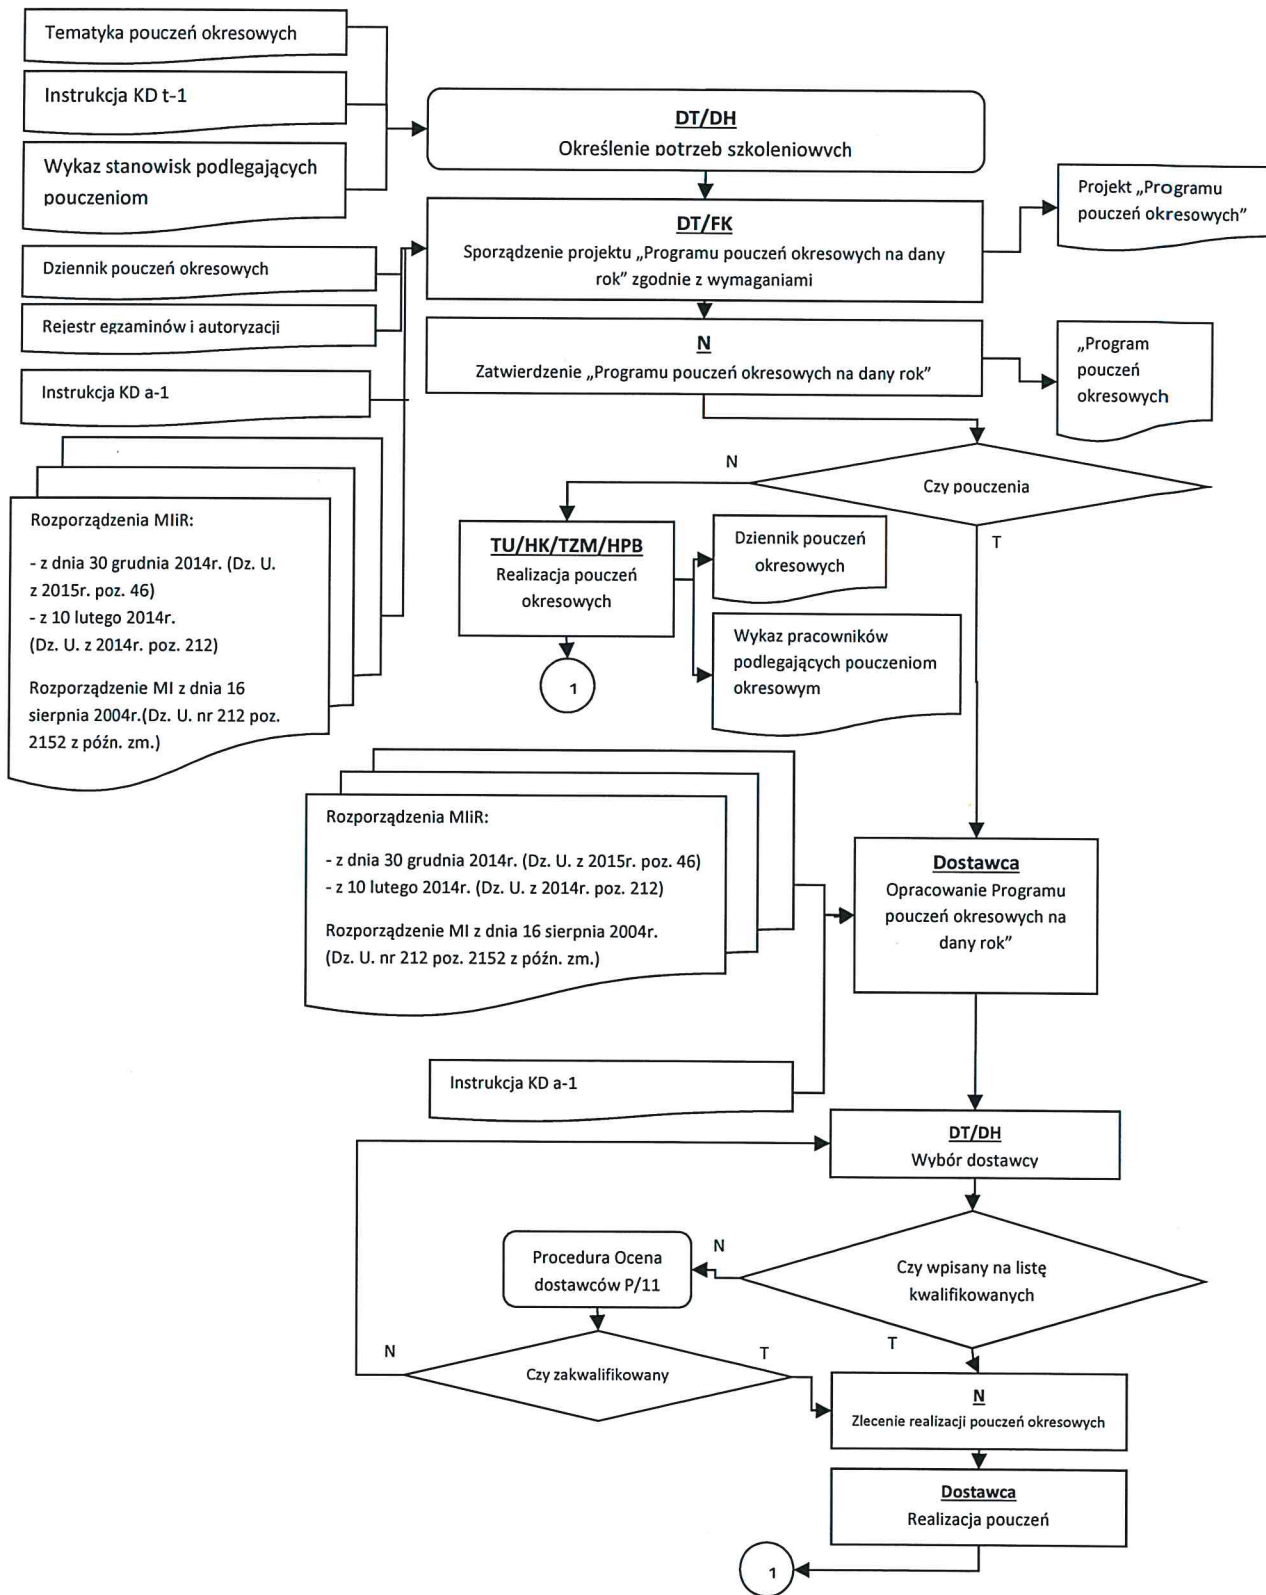 Tematyka pouczeń okresowych
Instrukcja KD t-1
Wykaz stanowisk podlegających
pouczeniom
DT/DH
Określenie potrzeb szkoleniowych
DT/FK
Sporządzenie projektu „Programu pouczeń okresowych na dany
rok” zgodnie z wymaganiami
Projekt „Programu
pouczeń okresowych”
Dziennik pouczeń okresowych
Rejestr egzaminów i autoryzacji
Instrukcja KD a-1
N
Zatwierdzenie „Programu pouczeń okresowych na dany rok”
„Program
pouczeń
okresowych
Czy pouczenia
N
T
Rozporządzenia MIiR:
- z dnia 30 grudnia 2014r. (Dz. U.
z 2015r. poz. 46)
- z 10 lutego 2014r.
(Dz. U. z 2014r. poz. 212)
Rozporządzenie MI z dnia 16
sierpnia 2004r.(Dz. U. nr 212 poz.
2152 z późn. zm.)
TU/HK/TZM/HPB
Realizacja pouczeń
okresowych
Dziennik pouczeń
okresowych
Wykaz pracowników
podlegających pouczeniom
okresowym
1
Rozporządzenia MIiR:
- z dnia 30 grudnia 2014r. (Dz. U. z 2015r. poz. 46)
- z 10 lutego 2014r. (Dz. U. z 2014r. poz. 212)
Rozporządzenie MI z dnia 16 sierpnia 2004r.
(Dz. U. nr 212 poz. 2152 z późn. zm.)
Dostawca
Opracowanie Programu
pouczeń okresowych na
dany rok”
Instrukcja KD a-1
DT/DH
Wybór dostawcy
Czy wpisany na listę
kwalifikowanych
N
T
Procedura Ocena
dostawców P/11
Czy zakwalifikowany
N
T
N
Zlecenie realizacji pouczeń okresowych
Dostawca
Realizacja pouczeń
1